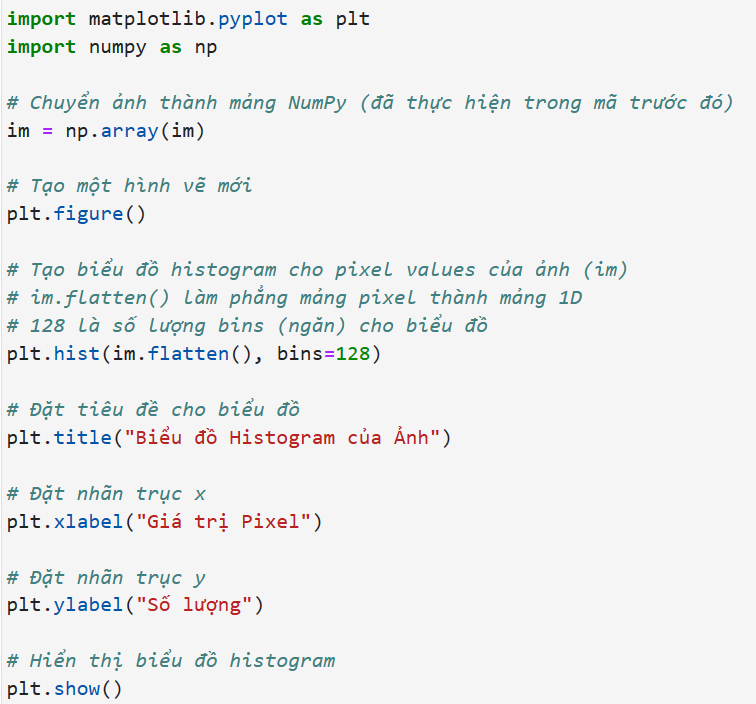 import matplotlib.pyplot as plt
import numpy as np
# Chuyển ảnh thành mảng NumPy (đã thực hiện trong mã trước đó)
im = np.array(im)
# Tạo một hình vẽ mới
plt.figure()
# Tạo biểu đồ histogram cho pixel values của ảnh (im)
# im.flatten() làm phẳng mảng pixel thành mảng 1D
# 128 là số lượng bins (ngăn) cho biểu đồ
plt.hist(im.flatten(), bins=128)
# Đặt tiêu đề cho biểu đồ
plt.title("Biểu đồ Histogram của Ảnh")
# Đặt nhãn trục x
plt.xlabel("Giá trị Pixel")
# Đặt nhãn trục y
plt.ylabel("Số lượng")
# Hiển thị biểu đồ histogram
plt.show()